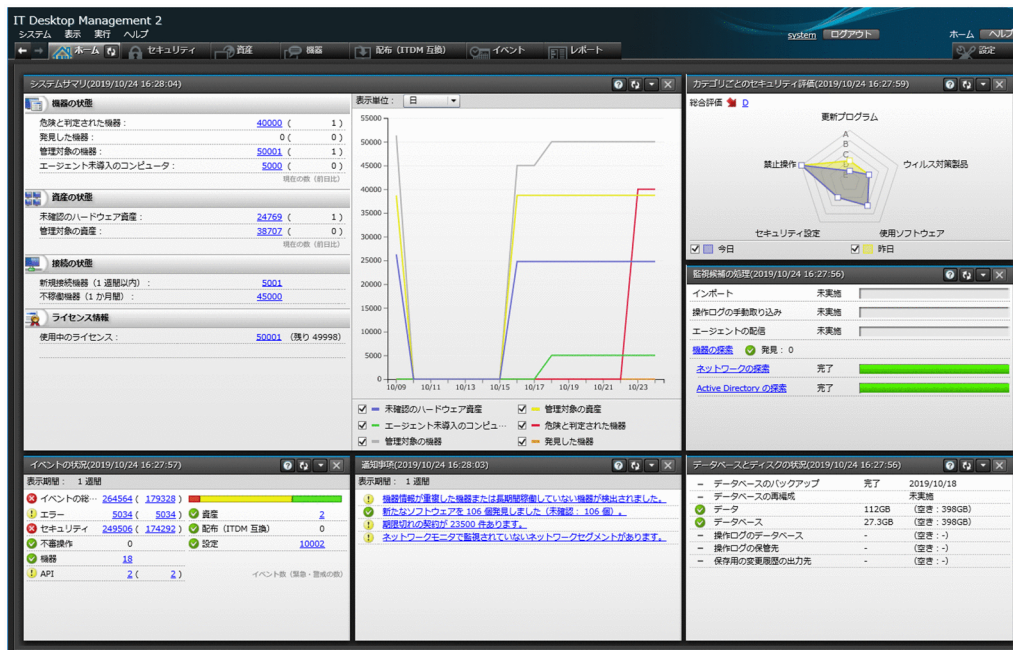 IT Desktop Management 2
システム 表示 実行 ヘルプ
system ログアウト ホーム ヘルプ
ホーム セキュリティ 資産 機器 配布 (ITDM 互換) イベント レポート 設定
システムサマリ(2019/10/24 16:28:04)
機器の状態
危険と判定された機器 : 40000 ( 1 )
発見した機器 : 0 ( 0 )
管理対象の機器 : 50001 ( 1 )
エージェント未導入のコンピュータ : 5000 ( 0 )
現在の数 (前日比)
資産の状態
未確認のハードウェア資産 : 24769 ( 1 )
管理対象の資産 : 38707 ( 0 )
現在の数 (前日比)
接続の状態
新規接続機器 (1 週間以内) : 5001
不稼働機器 (1 か月間) : 45000
ライセンス情報
使用中のライセンス : 50001 (残り 49998)
表示単位 : 日
55000
50000
45000
40000
35000
30000
25000
20000
15000
10000
5000
0
10/09 10/11 10/13 10/15 10/17 10/19 10/21 10/23
未確認のハードウェア資産 管理対象の資産
エージェント未導入のコンピュ… 危険と判定された機器
管理対象の機器 発見した機器
カテゴリごとのセキュリティ評価(2019/10/24 16:27:59)
総合評価 D
更新プログラム
A
B
C
D
禁止操作 ウィルス対策製品
セキュリティ設定 使用ソフトウェア
今日 昨日
監視候補の処理(2019/10/24 16:27:56)
インポート 未実施
操作ログの手動取り込み 未実施
エージェントの配信 未実施
機器の探索 発見 : 0
ネットワークの探索 完了
Active Directory の探索 完了
イベントの状況(2019/10/24 16:27:57)
表示期間 : 1 週間
イベントの総… 264564 ( 179328 )
エラー 5034 ( 5034 ) 資産 2
セキュリティ 249506 ( 174292 ) 配布 (ITDM 互換) 0
不審操作 0 設定 10002
機器 18
API 2 ( 2 ) イベント数 (緊急・警戒の数)
通知事項(2019/10/24 16:28:03)
表示期間 : 1 週間
機器情報が重複した機器または長期間稼働していない機器が検出されました。
新たなソフトウェアを 106 個発見しました (未確認 : 106 個) 。
期限切れの契約が 23500 件あります。
ネットワークモニタで監視されていないネットワークセグメントがあります。
データベースとディスクの状況(2019/10/24 16:27:56)
データベースのバックアップ 完了 2019/10/18
データベースの再編成 未実施
データ 112GB (空き : 398GB)
データベース 27.3GB (空き : 398GB)
操作ログのデータベース - (空き : -)
操作ログの保管先 - (空き : -)
保存用の変更履歴の出力先 - (空き : -)